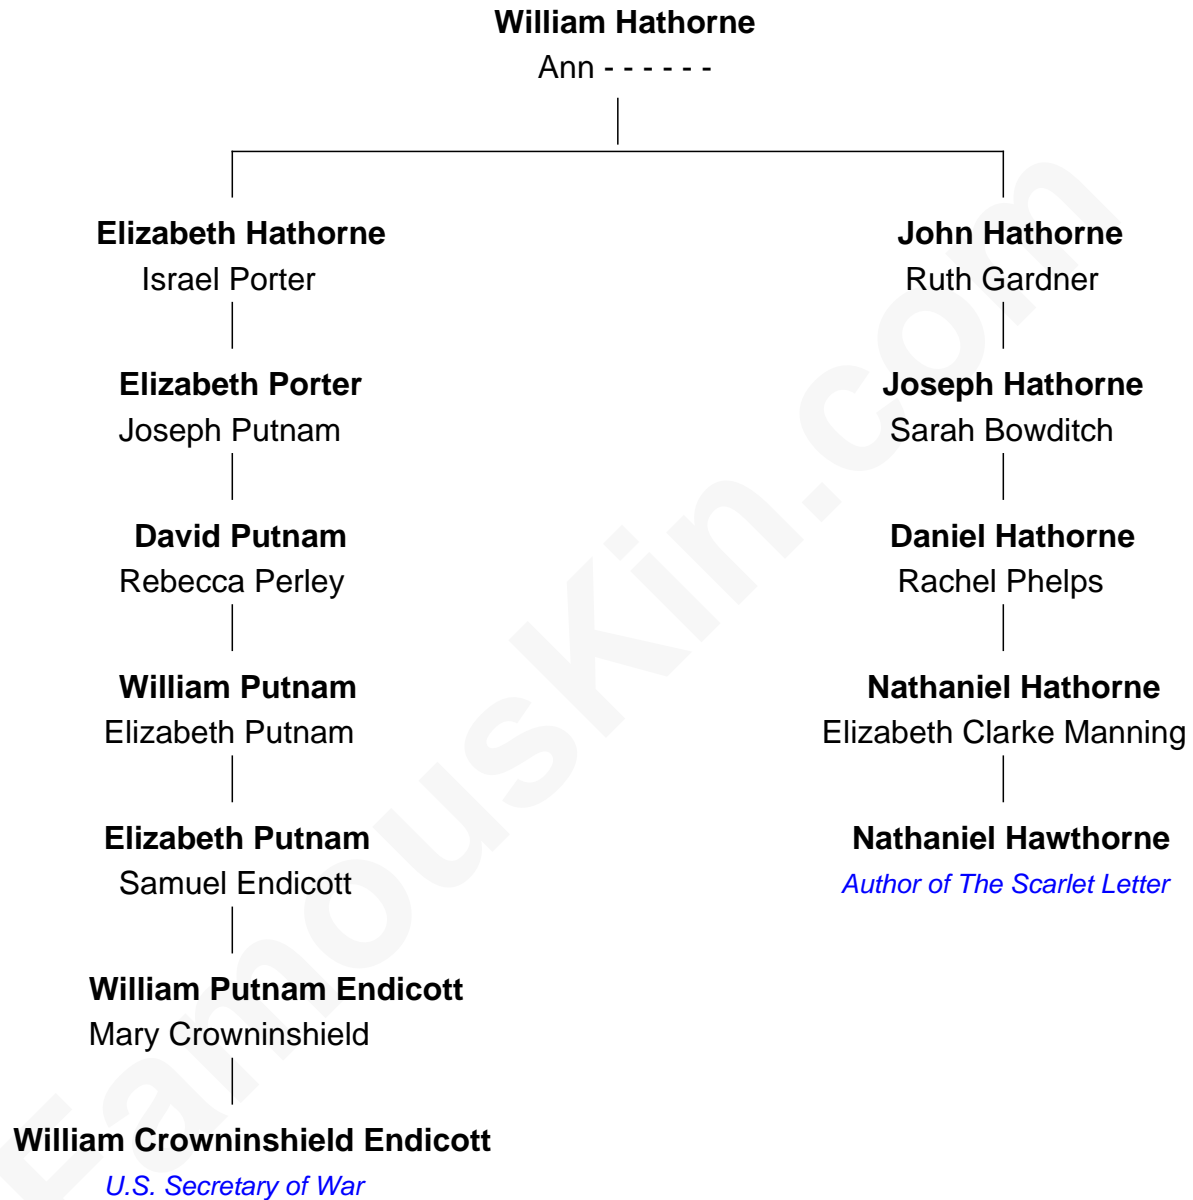 William Hathorne
Ann - - - - - -
Elizabeth Hathorne
Israel Porter
John Hathorne
Ruth Gardner
Elizabeth Porter
Joseph Putnam
Joseph Hathorne
Sarah Bowditch
David Putnam
Rebecca Perley
Daniel Hathorne
Rachel Phelps
William Putnam
Elizabeth Putnam
Nathaniel Hathorne
Elizabeth Clarke Manning
Elizabeth Putnam
Samuel Endicott
Nathaniel Hawthorne
Author of The Scarlet Letter
William Putnam Endicott
Mary Crowninshield
William Crowninshield Endicott
U.S. Secretary of War
FamousKin.com